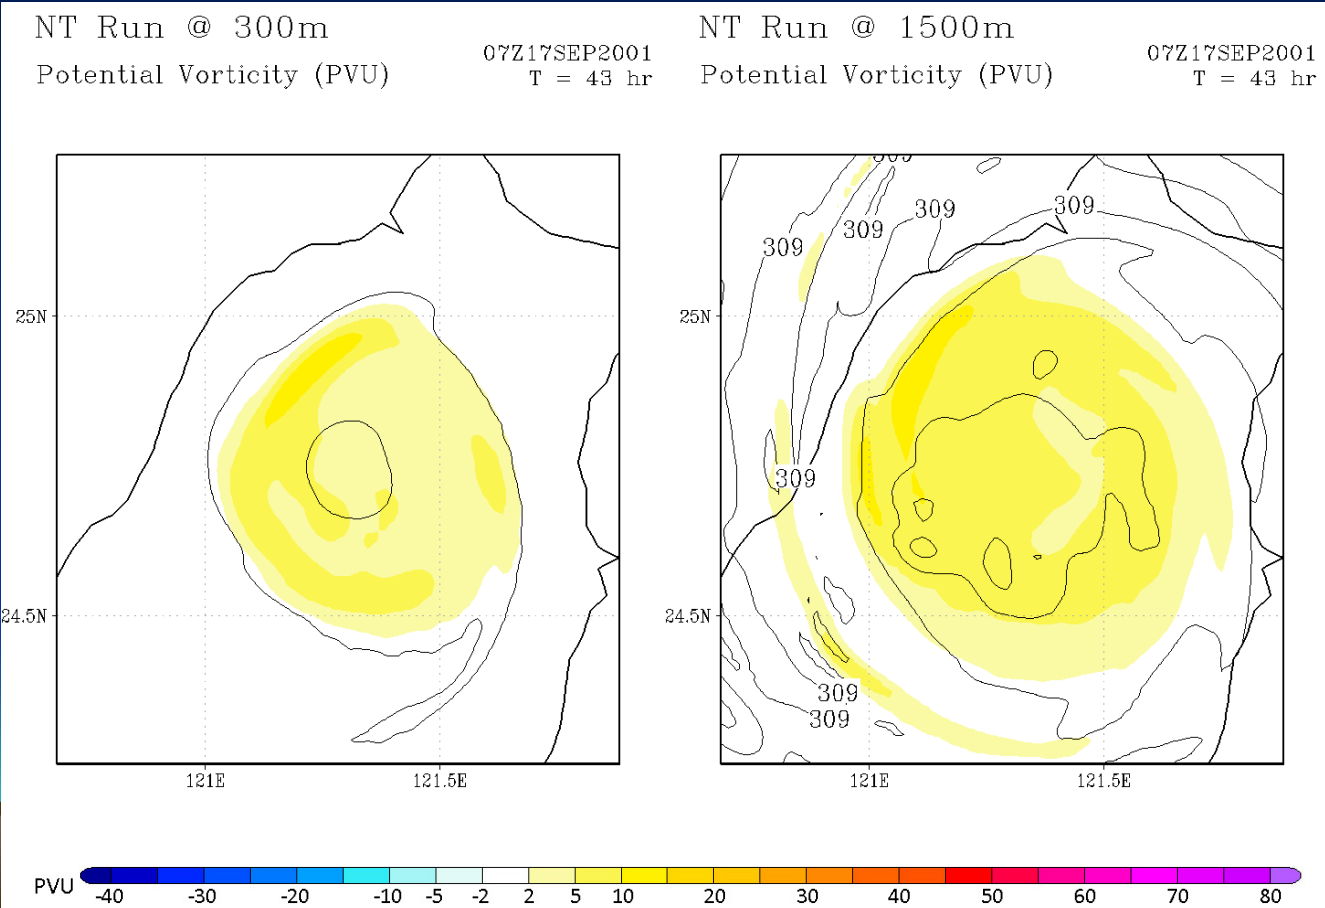 NT Run @ 300m
07Z17SEP2001
Potential Vorticity (PVU)
T = 43 hr
25N
24.5N
121E
121.5E
NT Run @ 1500m
07Z17SEP2001
Potential Vorticity (PVU)
T = 43 hr
309
309
309
309
309
25N
309
24.5N
309
309
121E
121.5E
PVU
-40 -30 -20 -10 -5 -2 2 5 10 20 30 40 50 60 70 80